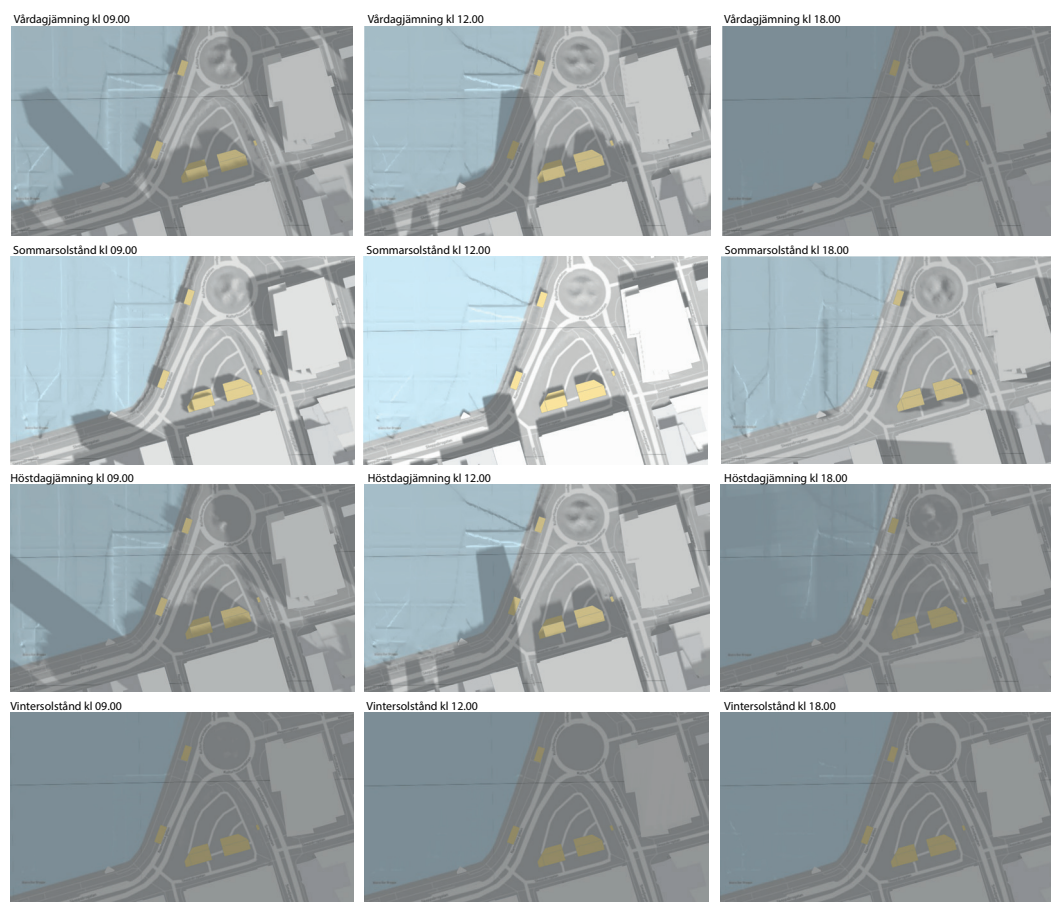 Vårdagjämning kl 09.00
Vårdagjämning kl 12.00
Vårdagjämning kl 18.00
Sommarsolstånd kl 09.00
Sommarsolstånd kl 12.00
Sommarsolstånd kl 18.00
Höstdagjämning kl 09.00
Höstdagjämning kl 12.00
Höstdagjämning kl 18.00
Vintersolstånd kl 09.00
Vintersolstånd kl 12.00
Vintersolstånd kl 18.00